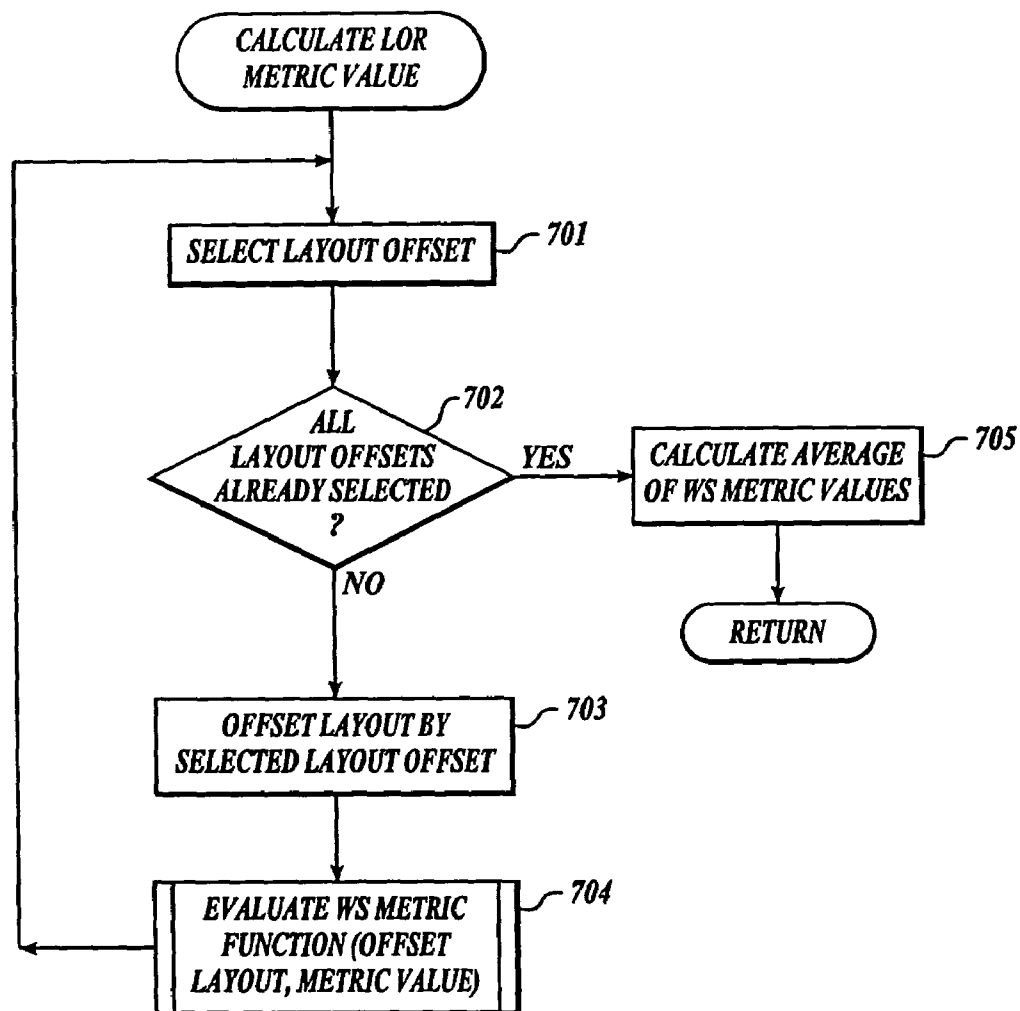 CALCULATE LOR
METRIC VALUE
SELECT LAYOUT OFFSET
701
ALL
LAYOUT OFFSETS
ALREADY SELECTED
?
702
YES
NO
CALCULATE AVERAGE
OF WS METRIC VALUES
705
RETURN
OFFSET LAYOUT BY
SELECTED LAYOUT OFFSET
703
EVALUATE WS METRIC
FUNCTION (OFFSET
LAYOUT, METRIC VALUE)
704